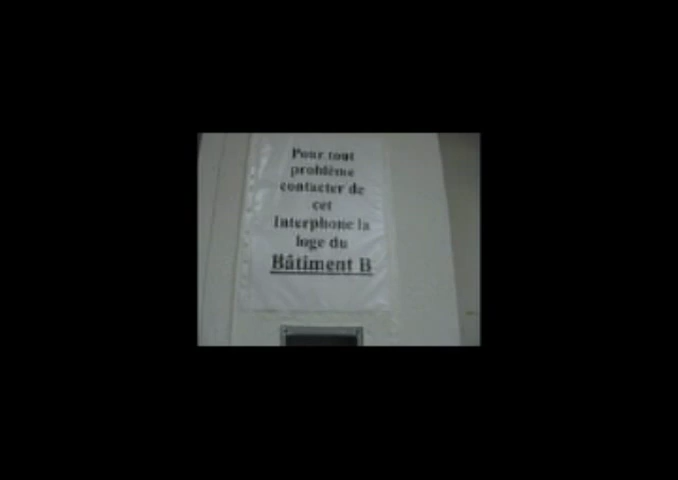 Pour tout
problème
contacter de
cet
Interphone la
loge du
Bâtiment B